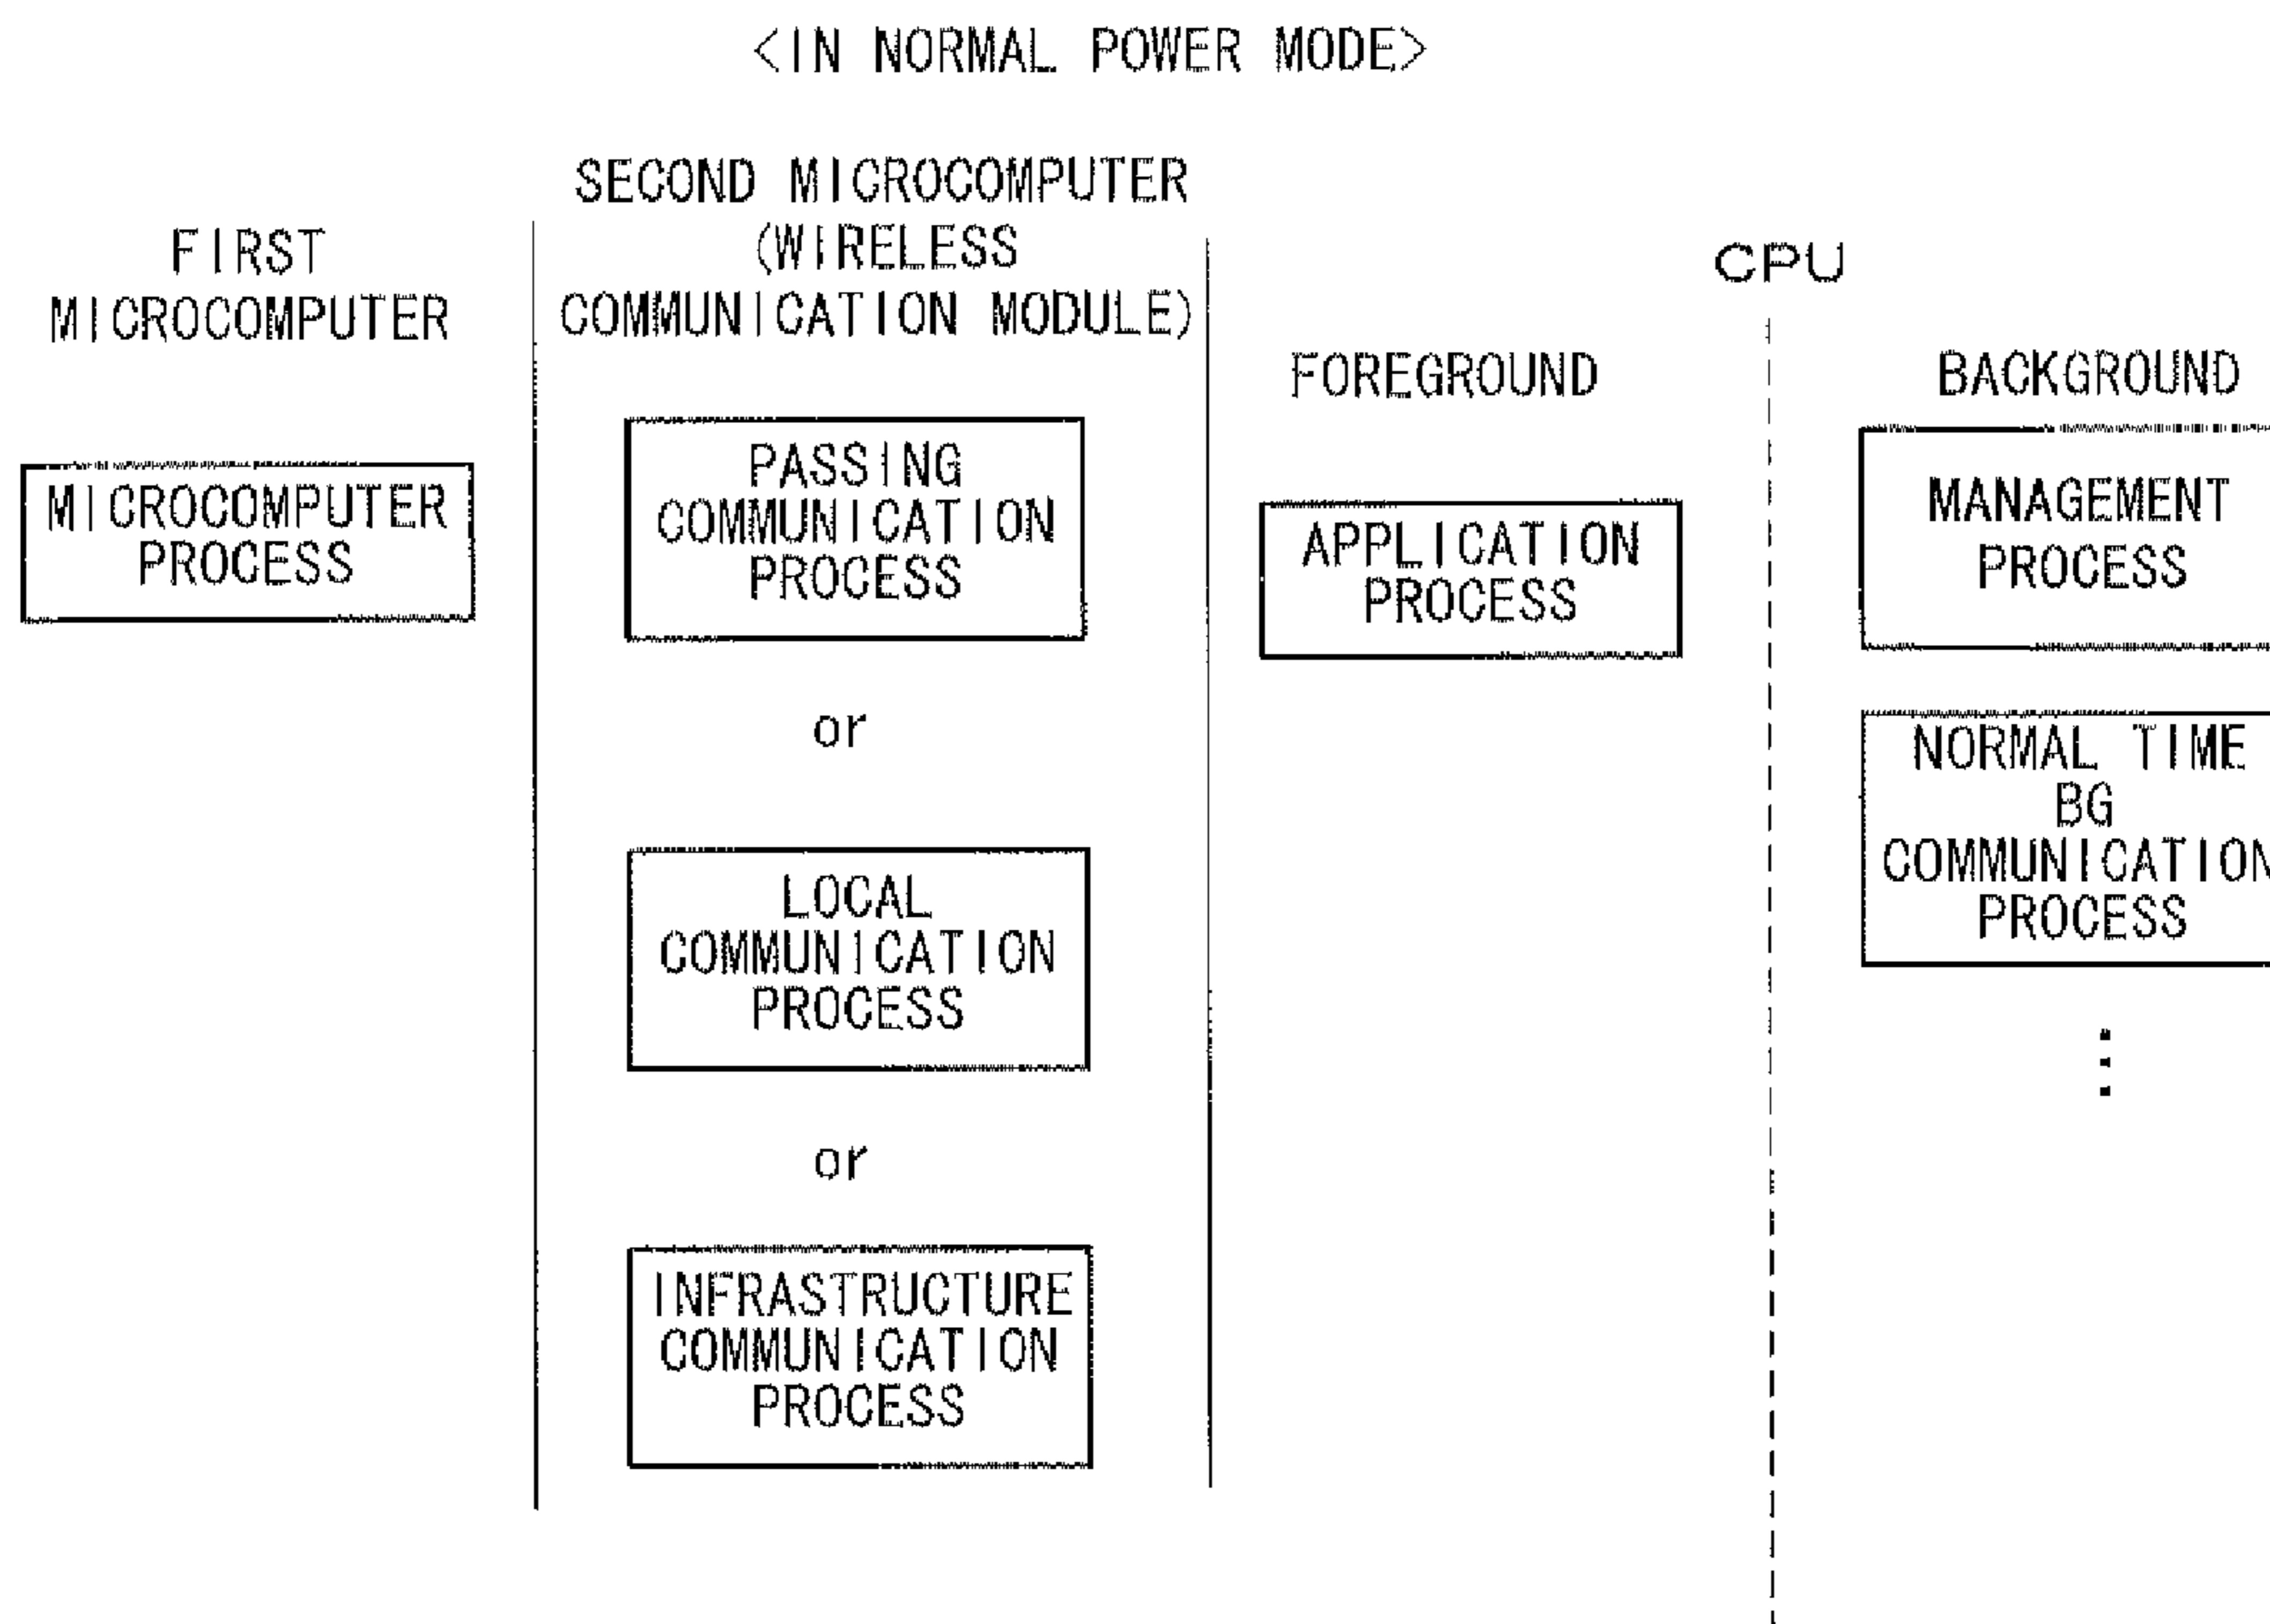 <IN NORMAL POWER MODE>
FIRST
MICROCOMPUTER
MICROCOMPUTER
PROCESS
SECOND MICROCOMPUTER
(WIRELESS
COMMUNICATION MODULE)
PASSING
COMMUNICATION
PROCESS
or
LOCAL
COMMUNICATION
PROCESS
or
INFRASTRUCTURE
COMMUNICATION
PROCESS
CPU
FOREGROUND
APPLICATION
PROCESS
BACKGROUND
MANAGEMENT
PROCESS
NORMAL TIME
BG
COMMUNICATION
PROCESS